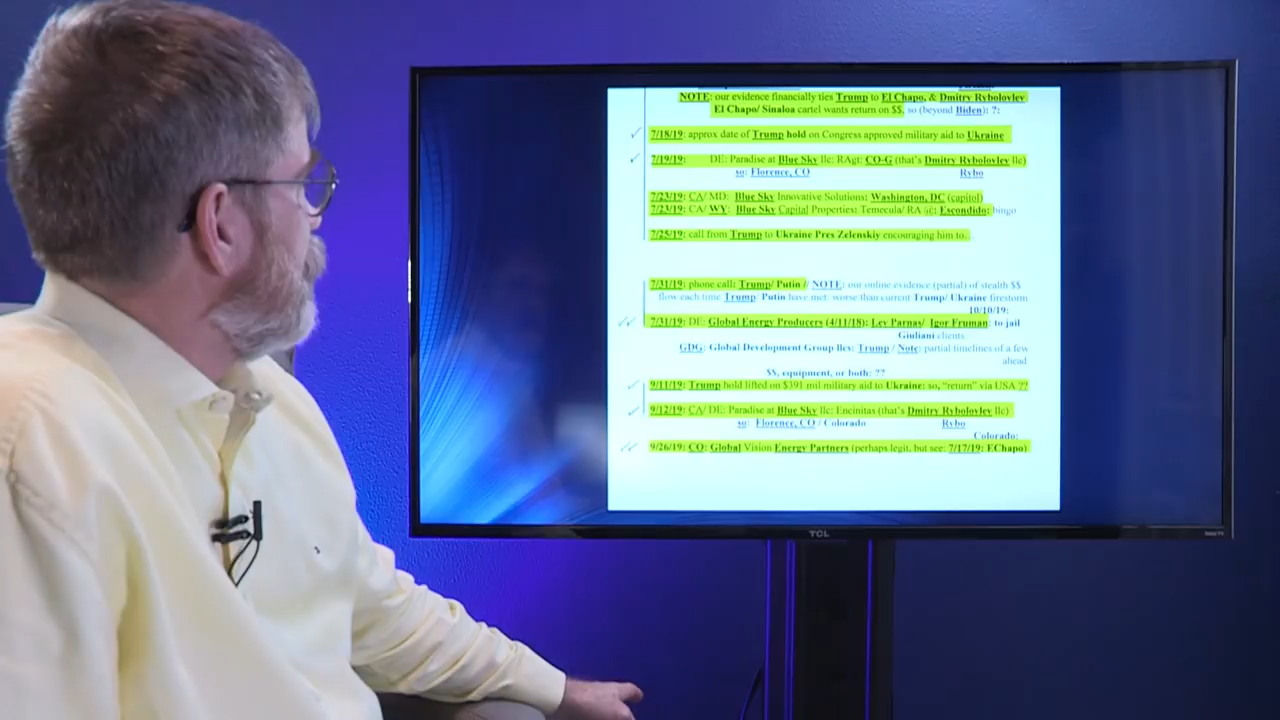 NOTE: our evidence financially ties Trump to El Chapo, & Dmitry Rybolovlev
El Chapo/ Sinaloa cartel wants return on $$, so (beyond Biden): ?:
7/18/19: approx date of Trump hold on Congress approved military aid to Ukraine
7/19/19: DE: Paradise at Blue Sky llc: RAgt: CO-G (that's Dmitry Rybolovlev llc)
so: Florence, CO Rybo
7/23/19: CA/ MD: Blue Sky Innovative Solutions: Washington, DC (capitol)
7/23/19: CA/ WY: Blue Sky Capital Properties: Temecula/ RA @: Escondido: bingo
7/25/19: call from Trump to Ukraine Pres Zelenskiy encouraging him to...
7/31/19: phone call: Trump/ Putin // NOTE: our online evidence (partial) of stealth $$
flow each time Trump/ Putin have met: worse than current Trump/ Ukraine firestorm
10/10/19:
7/31/19: DE: Global Energy Producers (4/11/18): Lev Parnas/ Igor Fruman: to jail
Giuliani clients
GDG: Global Development Group llcs: Trump / Note: partial timelines of a few
ahead
$$, equipment, or both: ??
9/11/19: Trump hold lifted on $391 mil military aid to Ukraine: so, "return" via USA ??
9/12/19: CA/ DE: Paradise at Blue Sky llc: Encinitas (that's Dmitry Rybolovlev llc)
so: Florence, CO / Colorado Rybo
Colorado:
9/26/19: CO: Global Vision Energy Partners (perhaps legit, but see: 7/17/19: EChapo)
TCL